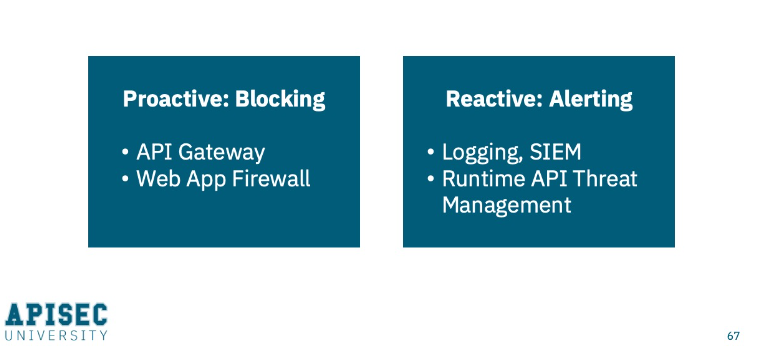 Proactive: Blocking
• API Gateway
• Web App Firewall
Reactive: Alerting
• Logging, SIEM
• Runtime API Threat
Management
APISEC
UNIVERSITY
67